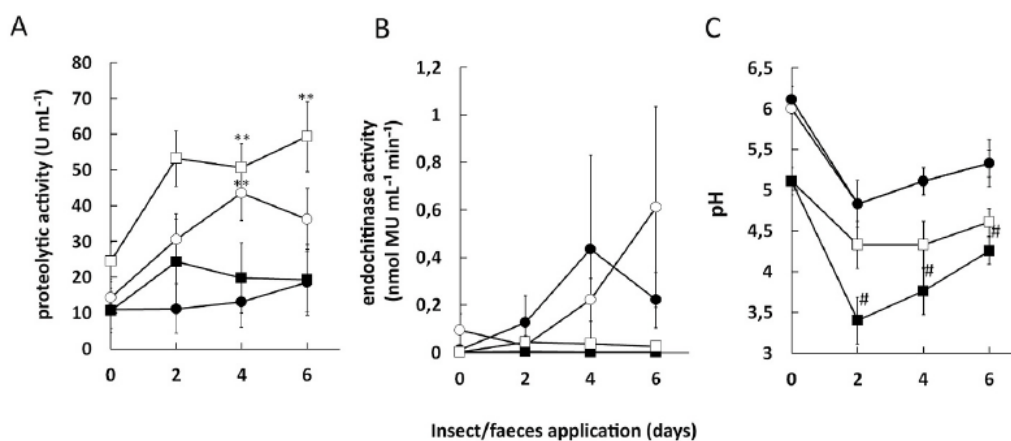 A
proteolytic activity (U mL⁻¹)
80
70
60
50
40
30
20
10
0
**
**
**
0 2 4 6
B
endochitinase activity
(nmol MU mL⁻¹ min⁻¹)
1,2
1
0,8
0,6
0,4
0,2
0
0 2 4 6
C
pH
6,5
6
5,5
5
4,5
4
3,5
3
#
#
#
0 2 4 6
Insect/faeces application (days)